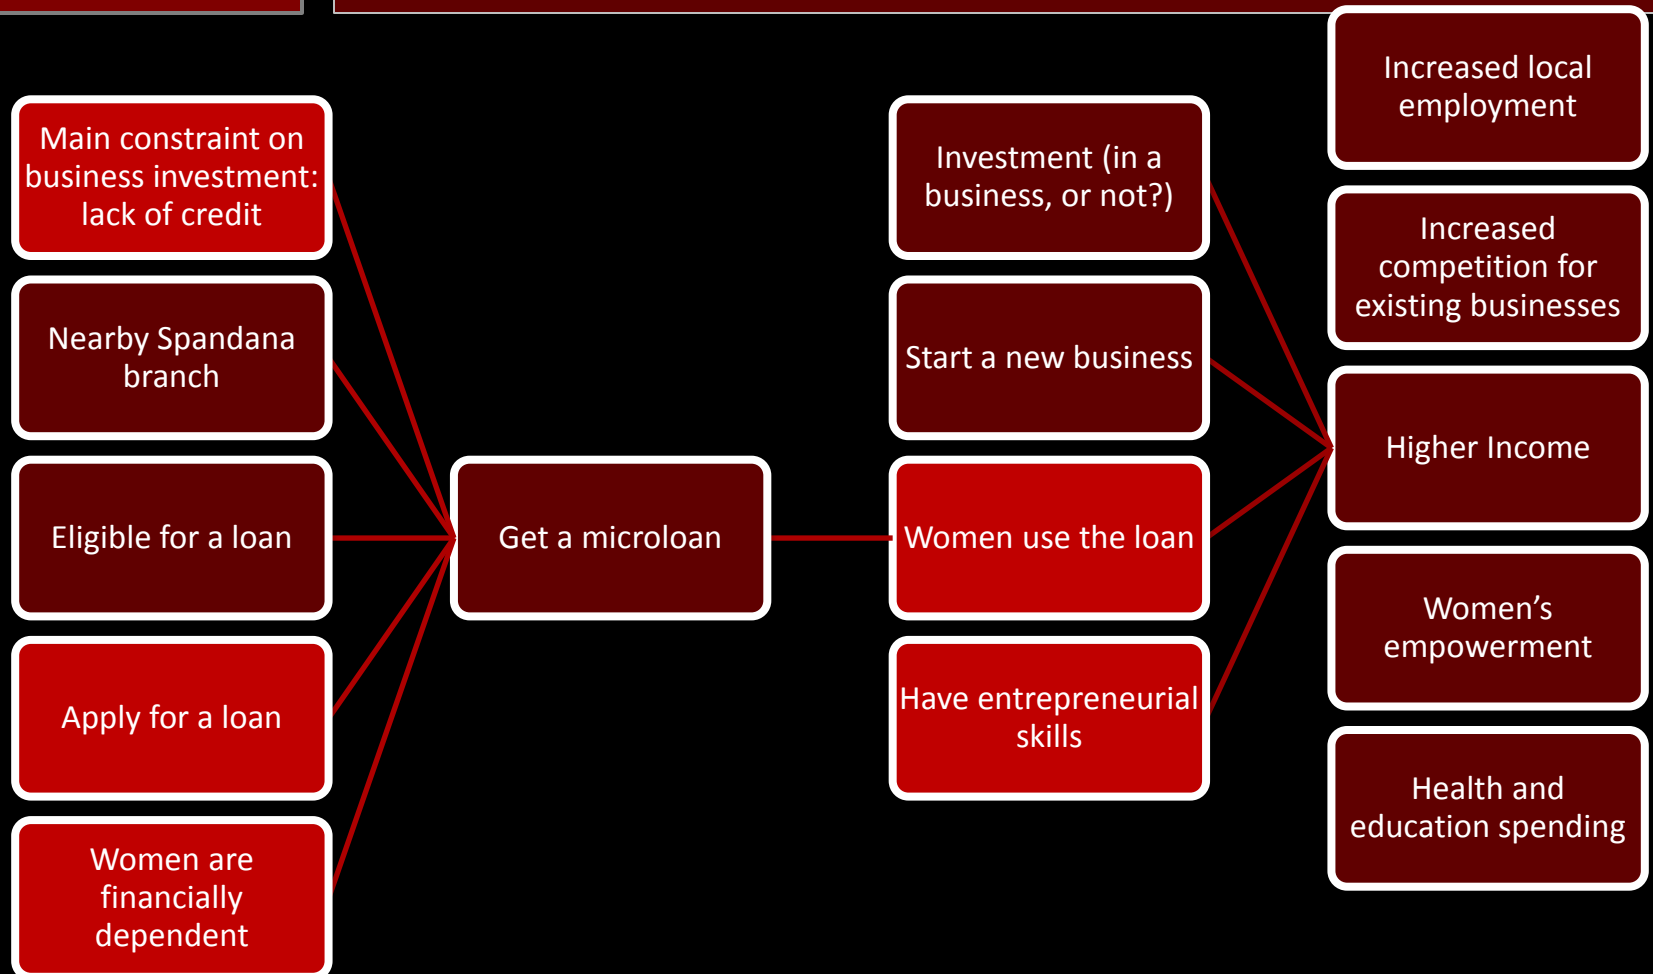 Main constraint on
business investment:
lack of credit
Nearby Spandana
branch
Eligible for a loan
Apply for a loan
Women are
financially
dependent
Get a microloan
Investment (in a
business, or not?)
Start a new business
Women use the loan
Have entrepreneurial
skills
Increased local
employment
Increased
competition for
existing businesses
Higher Income
Women’s
empowerment
Health and
education spending